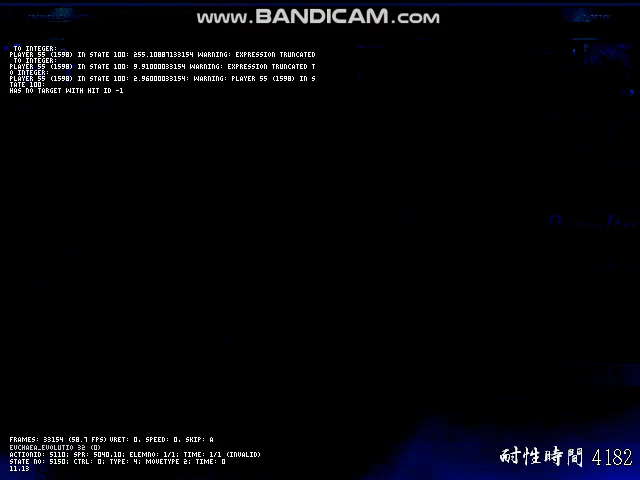 www.BANDICAM.com
TO INTEGER:
PLAYER 55 (1598) IN STATE 100: 255.10887133154 WARNING: EXPRESSION TRUNCATED
TO INTEGER:
PLAYER 55 (1598) IN STATE 100: 9.91000033154 WARNING: EXPRESSION TRUNCATED T
O INTEGER:
PLAYER 55 (1598) IN STATE 100: 2.96000033154: WARNING: PLAYER 55 (1598) IN S
TATE 100:
HAS NO TARGET WITH HIT ID -1
FRAMES: 33154 (58.7 FPS) VRET: 0. SPEED: 0. SKIP: A
EVCHAEA_EVOLUTIO 32 (0)
ACTIONID: 5110; SPR: 5040.10; ELEMNO: 1/1; TIME: 1/1 (INVALID)
STATE NO: 5150; CTRL: 0; TYPE: 4; MOVETYPE 2; TIME: 0
11.13
耐性時間 4182